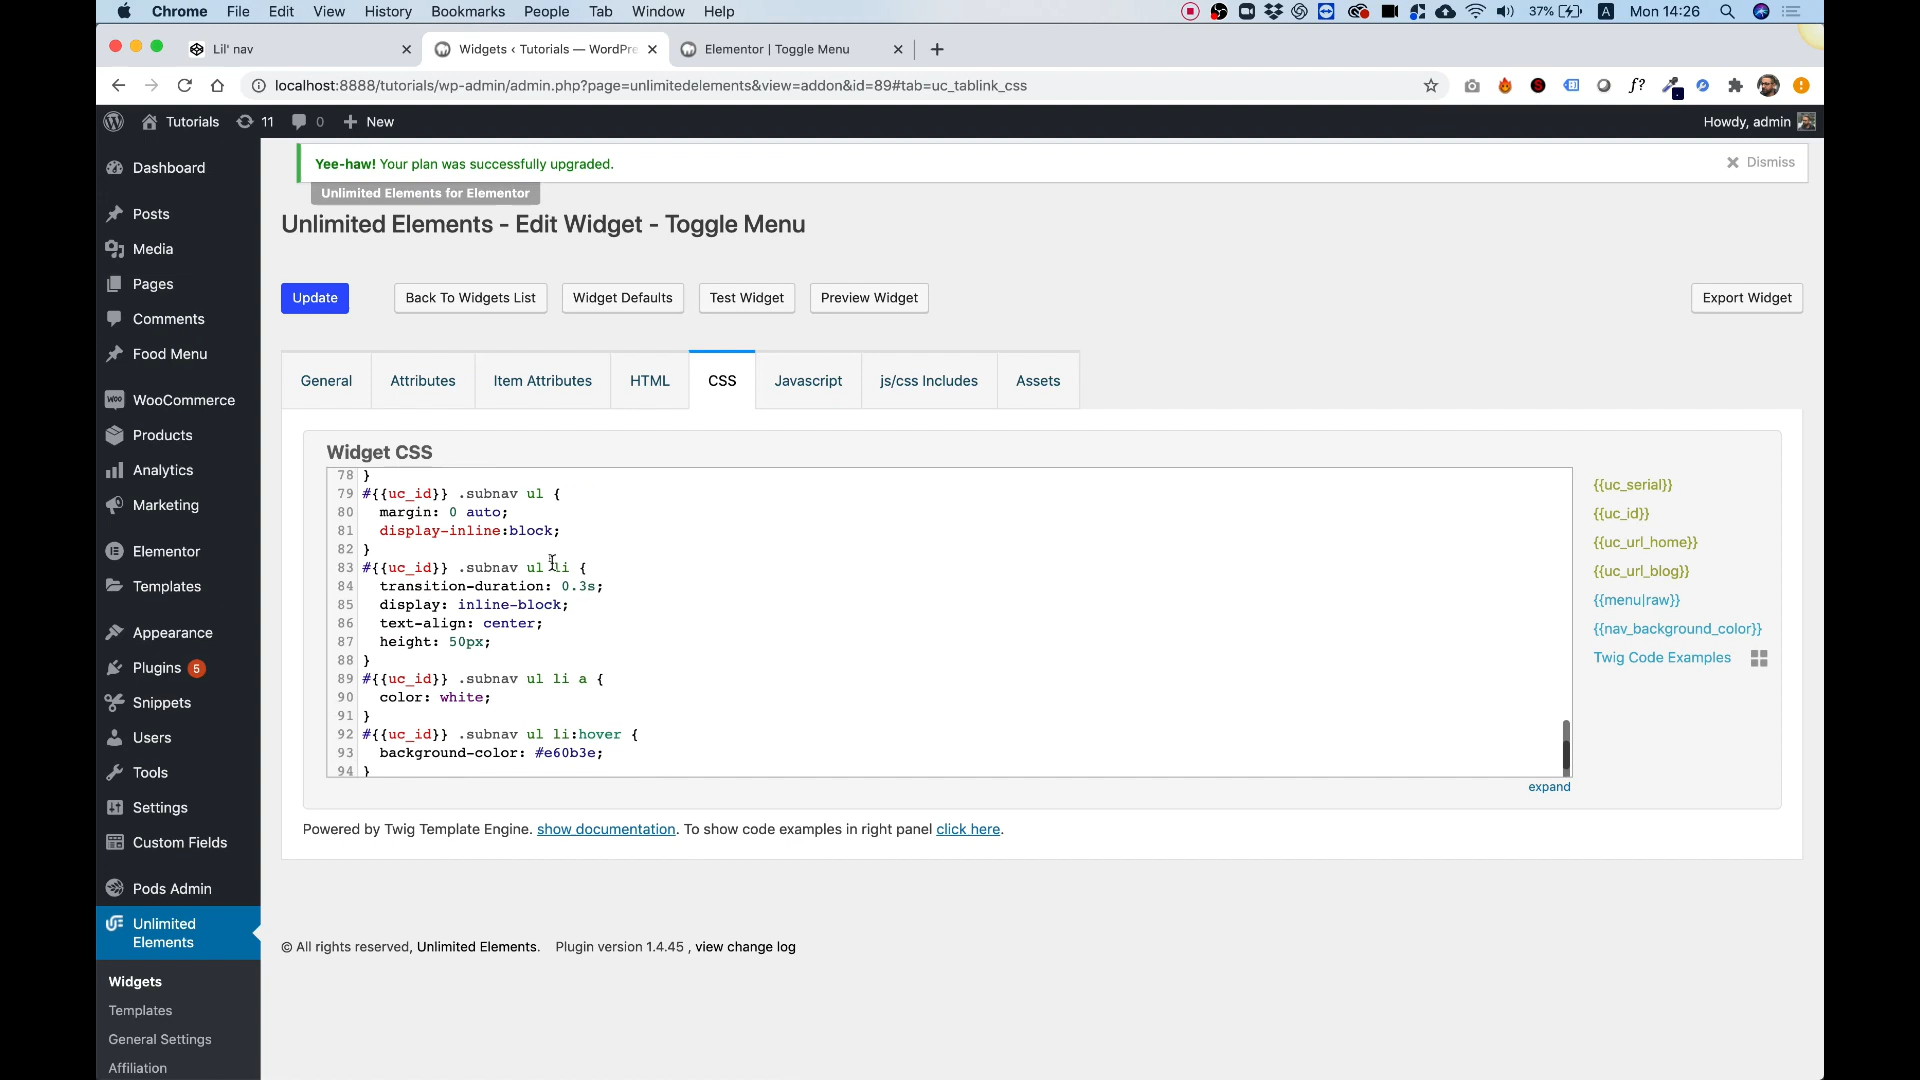 Chrome File Edit View History Bookmarks People Tab Window Help 37% A Mon 14:26
Lil' nav
Widgets ‹ Tutorials — WordPre
Elementor | Toggle Menu
localhost:8888/tutorials/wp-admin/admin.php?page=unlimitedelements&view=addon&id=89#tab=uc_tablink_css
Tutorials 11 0 New
Howdy, admin
Dashboard
Posts
Media
Pages
Comments
Food Menu
WooCommerce
Products
Analytics
Marketing
Elementor
Templates
Appearance
Plugins 5
Snippets
Users
Tools
Settings
Custom Fields
Pods Admin
Unlimited
Elements
Widgets
Templates
General Settings
Affiliation
Yee-haw! Your plan was successfully upgraded.
Dismiss
Unlimited Elements for Elementor
Unlimited Elements - Edit Widget - Toggle Menu
Update
Back To Widgets List
Widget Defaults
Test Widget
Preview Widget
Export Widget
General
Attributes
Item Attributes
HTML
CSS
Javascript
js/css Includes
Assets
Widget CSS
78 }
79 #{{uc_id}} .subnav ul {
80 margin: 0 auto;
81 display-inline:block;
82 }
83 #{{uc_id}} .subnav ul li {
84 transition-duration: 0.3s;
85 display: inline-block;
86 text-align: center;
87 height: 50px;
88 }
89 #{{uc_id}} .subnav ul li a {
90 color: white;
91 }
92 #{{uc_id}} .subnav ul li:hover {
93 background-color: #e60b3e;
94 }
{{uc_serial}}
{{uc_id}}
{{uc_url_home}}
{{uc_url_blog}}
{{menu|raw}}
{{nav_background_color}}
Twig Code Examples
expand
Powered by Twig Template Engine. show documentation. To show code examples in right panel click here.
© All rights reserved, Unlimited Elements. Plugin version 1.4.45 , view change log